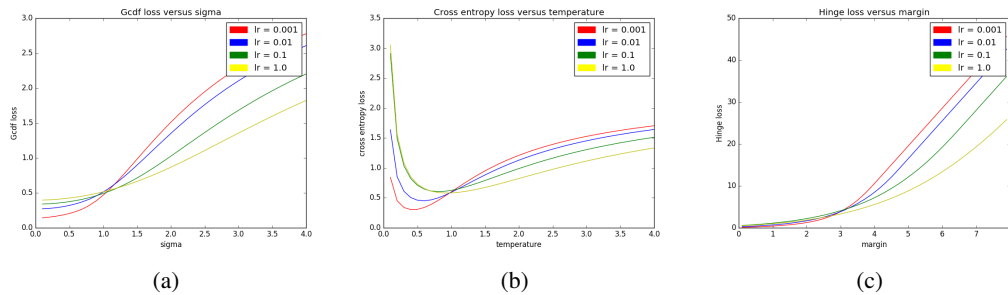 Gcdf loss versus sigma
3.0
2.5
2.0
1.5
1.0
0.5
0.0
Gcdf loss
0.0 0.5 1.0 1.5 2.0 2.5 3.0 3.5 4.0
sigma
lr = 0.001
lr = 0.01
lr = 0.1
lr = 1.0
(a)
Cross entropy loss versus temperature
3.5
3.0
2.5
2.0
1.5
1.0
0.5
0.0
cross entropy loss
0.0 0.5 1.0 1.5 2.0 2.5 3.0 3.5 4.0
temperature
lr = 0.001
lr = 0.01
lr = 0.1
lr = 1.0
(b)
Hinge loss versus margin
50
40
30
20
10
0
Hinge loss
0 1 2 3 4 5 6 7
margin
lr = 0.001
lr = 0.01
lr = 0.1
lr = 1.0
(c)